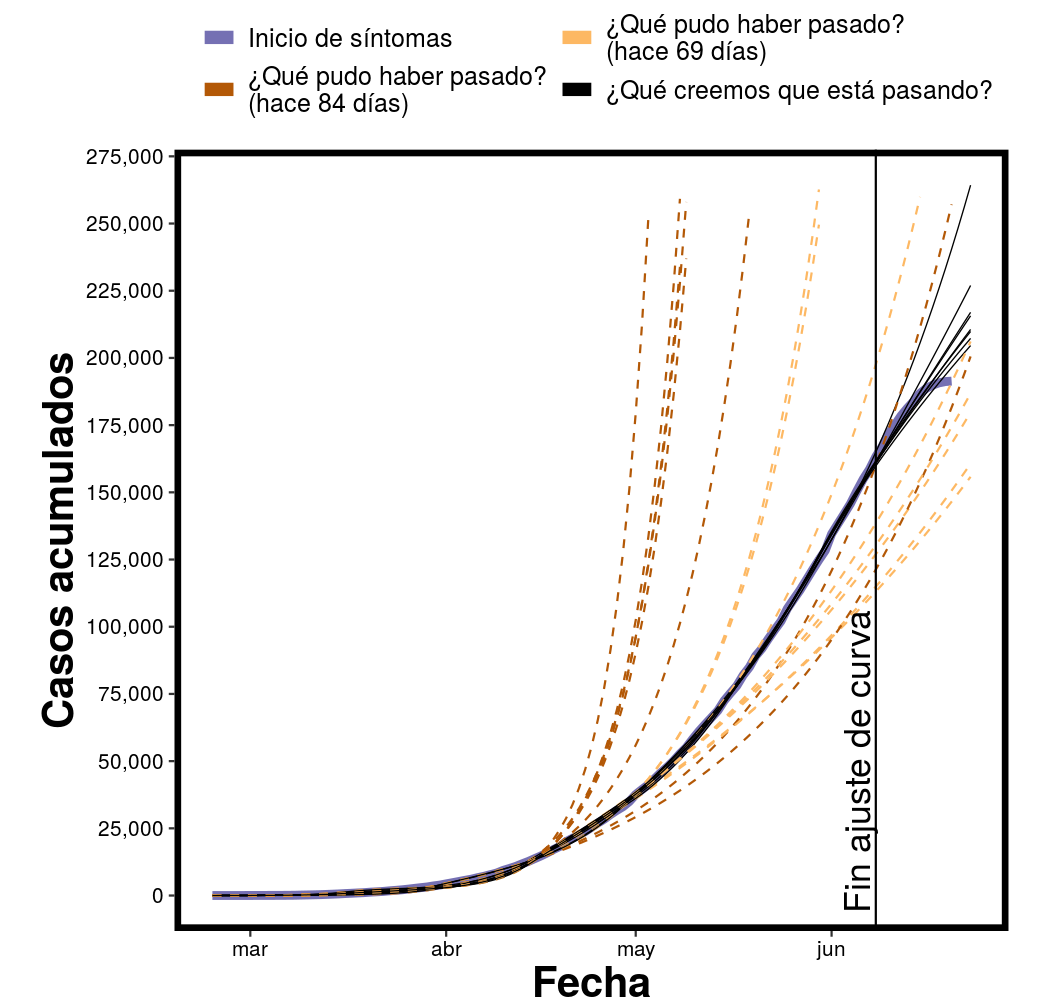 Inicio de síntomas
¿Qué pudo haber pasado?
(hace 84 días)
¿Qué pudo haber pasado?
(hace 69 días)
¿Qué creemos que está pasando?
Casos acumulados
275,000
250,000
225,000
200,000
175,000
150,000
125,000
100,000
75,000
50,000
25,000
0
Fin ajuste de curva
mar
abr
may
jun
Fecha